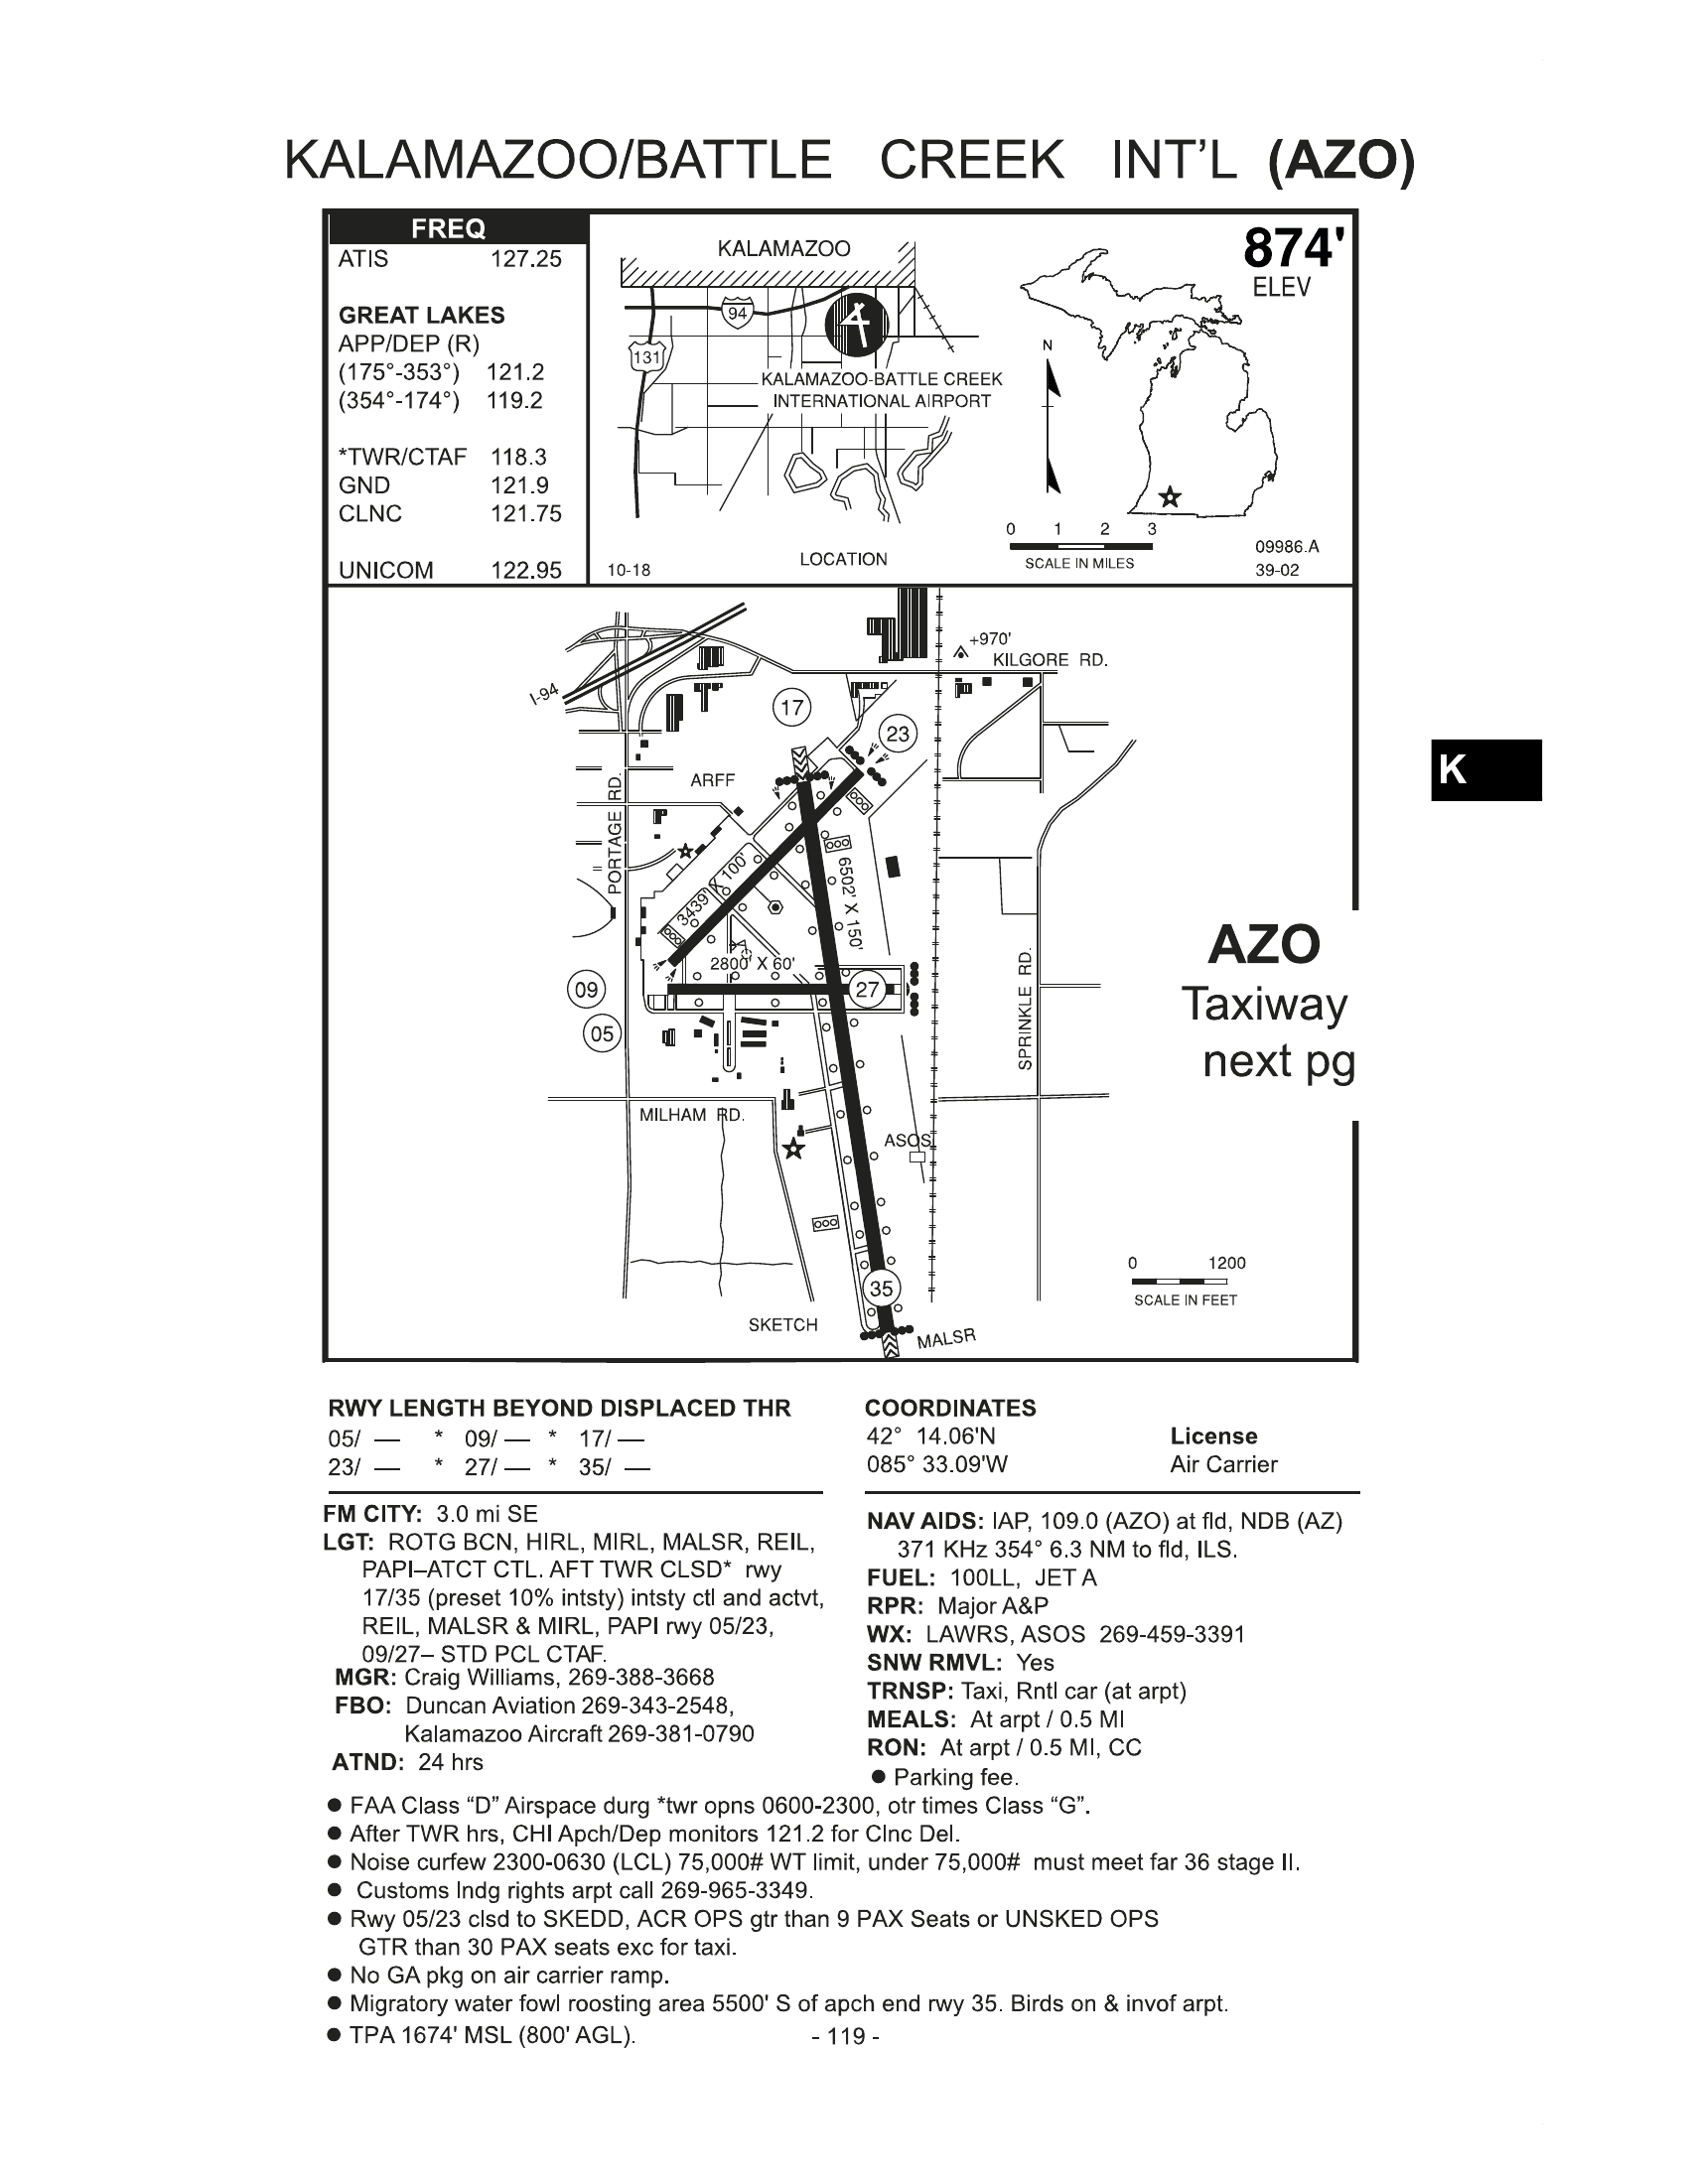 KALAMAZOO/BATTLE CREEK INT'L (AZO)
FREQ
ATIS 127.25
GREAT LAKES
APP/DEP (R)
(175°-353°) 121.2
(354°-174°) 119.2
*TWR/CTAF 118.3
GND 121.9
CLNC 121.75
UNICOM 122.95
KALAMAZOO
94
131
KALAMAZOO-BATTLE CREEK
INTERNATIONAL AIRPORT
LOCATION
10-18
874'
ELEV
N
0 1 2 3
SCALE IN MILES
09986.A
39-02
+970'
KILGORE RD.
I-94
17
23
ARFF
PORTAGE RD.
3439' X 100'
6502' X 150'
2800' X 60'
09
27
05
SPRINKLE RD.
MILHAM RD.
ASOS
35
SKETCH
MALSR
0 1200
SCALE IN FEET
AZO
Taxiway
next pg
K
RWY LENGTH BEYOND DISPLACED THR
05/ — * 09/ — * 17/ —
23/ — * 27/ — * 35/ —
COORDINATES
42° 14.06'N License
085° 33.09'W Air Carrier
FM CITY: 3.0 mi SE
LGT: ROTG BCN, HIRL, MIRL, MALSR, REIL,
PAPI–ATCT CTL. AFT TWR CLSD* rwy
17/35 (preset 10% intsty) intsty ctl and actvt,
REIL, MALSR & MIRL, PAPI rwy 05/23,
09/27– STD PCL CTAF.
MGR: Craig Williams, 269-388-3668
FBO: Duncan Aviation 269-343-2548,
Kalamazoo Aircraft 269-381-0790
ATND: 24 hrs
NAV AIDS: IAP, 109.0 (AZO) at fld, NDB (AZ)
371 KHz 354° 6.3 NM to fld, ILS.
FUEL: 100LL, JET A
RPR: Major A&P
WX: LAWRS, ASOS 269-459-3391
SNW RMVL: Yes
TRNSP: Taxi, Rntl car (at arpt)
MEALS: At arpt / 0.5 MI
RON: At arpt / 0.5 MI, CC
● Parking fee.
● FAA Class “D” Airspace durg *twr opns 0600-2300, otr times Class “G”.
● After TWR hrs, CHI Apch/Dep monitors 121.2 for Clnc Del.
● Noise curfew 2300-0630 (LCL) 75,000# WT limit, under 75,000# must meet far 36 stage II.
● Customs lndg rights arpt call 269-965-3349.
● Rwy 05/23 clsd to SKEDD, ACR OPS gtr than 9 PAX Seats or UNSKED OPS
GTR than 30 PAX seats exc for taxi.
● No GA pkg on air carrier ramp.
● Migratory water fowl roosting area 5500' S of apch end rwy 35. Birds on & invof arpt.
● TPA 1674' MSL (800' AGL).
- 119 -